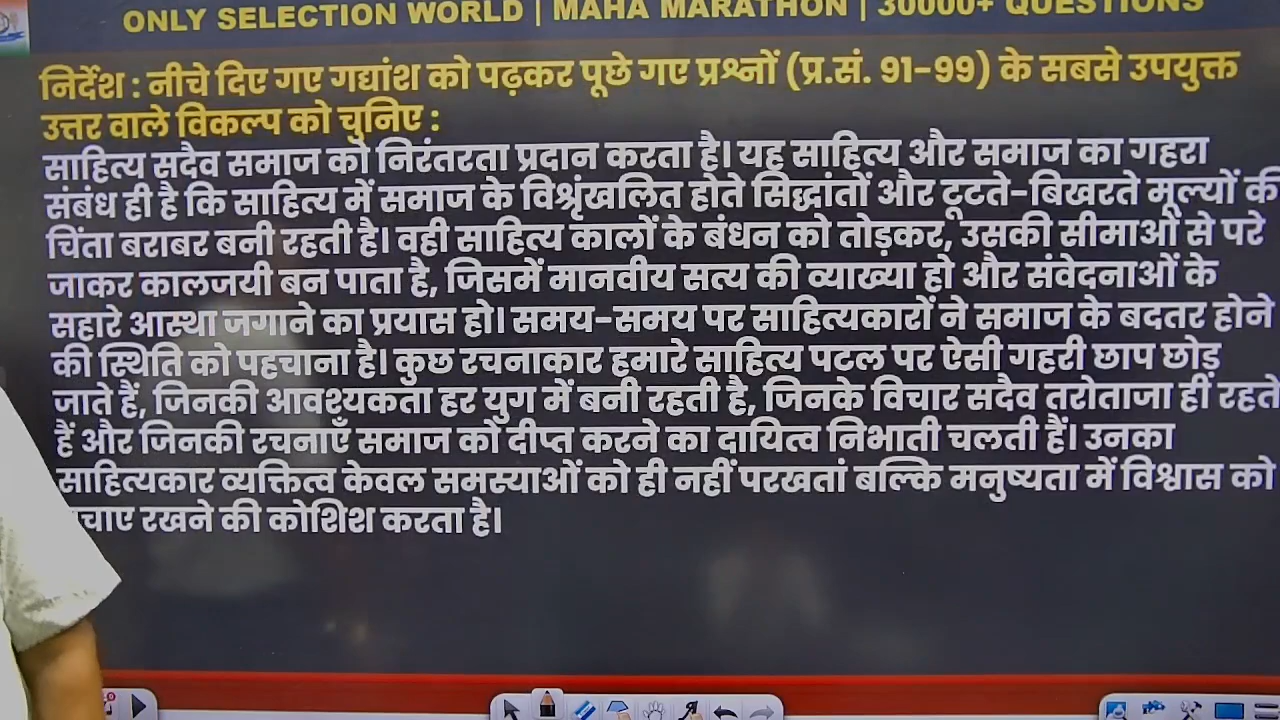 ONLY SELECTION WORLD | MAHA MARATHON | 30000+ QUESTIONS
निर्देश : नीचे दिए गए गद्यांश को पढ़कर पूछे गए प्रश्नों (प्र.सं. 91-99) के सबसे उपयुक्त
उत्तर वाले विकल्प को चुनिए :
साहित्य सदैव समाज को निरंतरता प्रदान करता है। यह साहित्य और समाज का गहरा
संबंध ही है कि साहित्य में समाज के विश्रृंखलित होते सिद्धांतों और टूटते-बिखरते मूल्यों की
चिंता बराबर बनी रहती है। वही साहित्य कालों के बंधन को तोड़कर, उसकी सीमाओं से परे
जाकर कालजयी बन पाता है, जिसमें मानवीय सत्य की व्याख्या हो और संवेदनाओं के
सहारे आस्था जगाने का प्रयास हो। समय-समय पर साहित्यकारों ने समाज के बदतर होने
की स्थिति को पहचाना है। कुछ रचनाकार हमारे साहित्य पटल पर ऐसी गहरी छाप छोड़
जाते हैं, जिनकी आवश्यकता हर युग में बनी रहती है, जिनके विचार सदैव तरोताजा ही रहते
हैं और जिनकी रचनाएँ समाज को दीप्त करने का दायित्व निभाती चलती हैं। उनका
साहित्यकार व्यक्तित्व केवल समस्याओं को ही नहीं परखतां बल्कि मनुष्यता में विश्वास को
चाए रखने की कोशिश करता है।